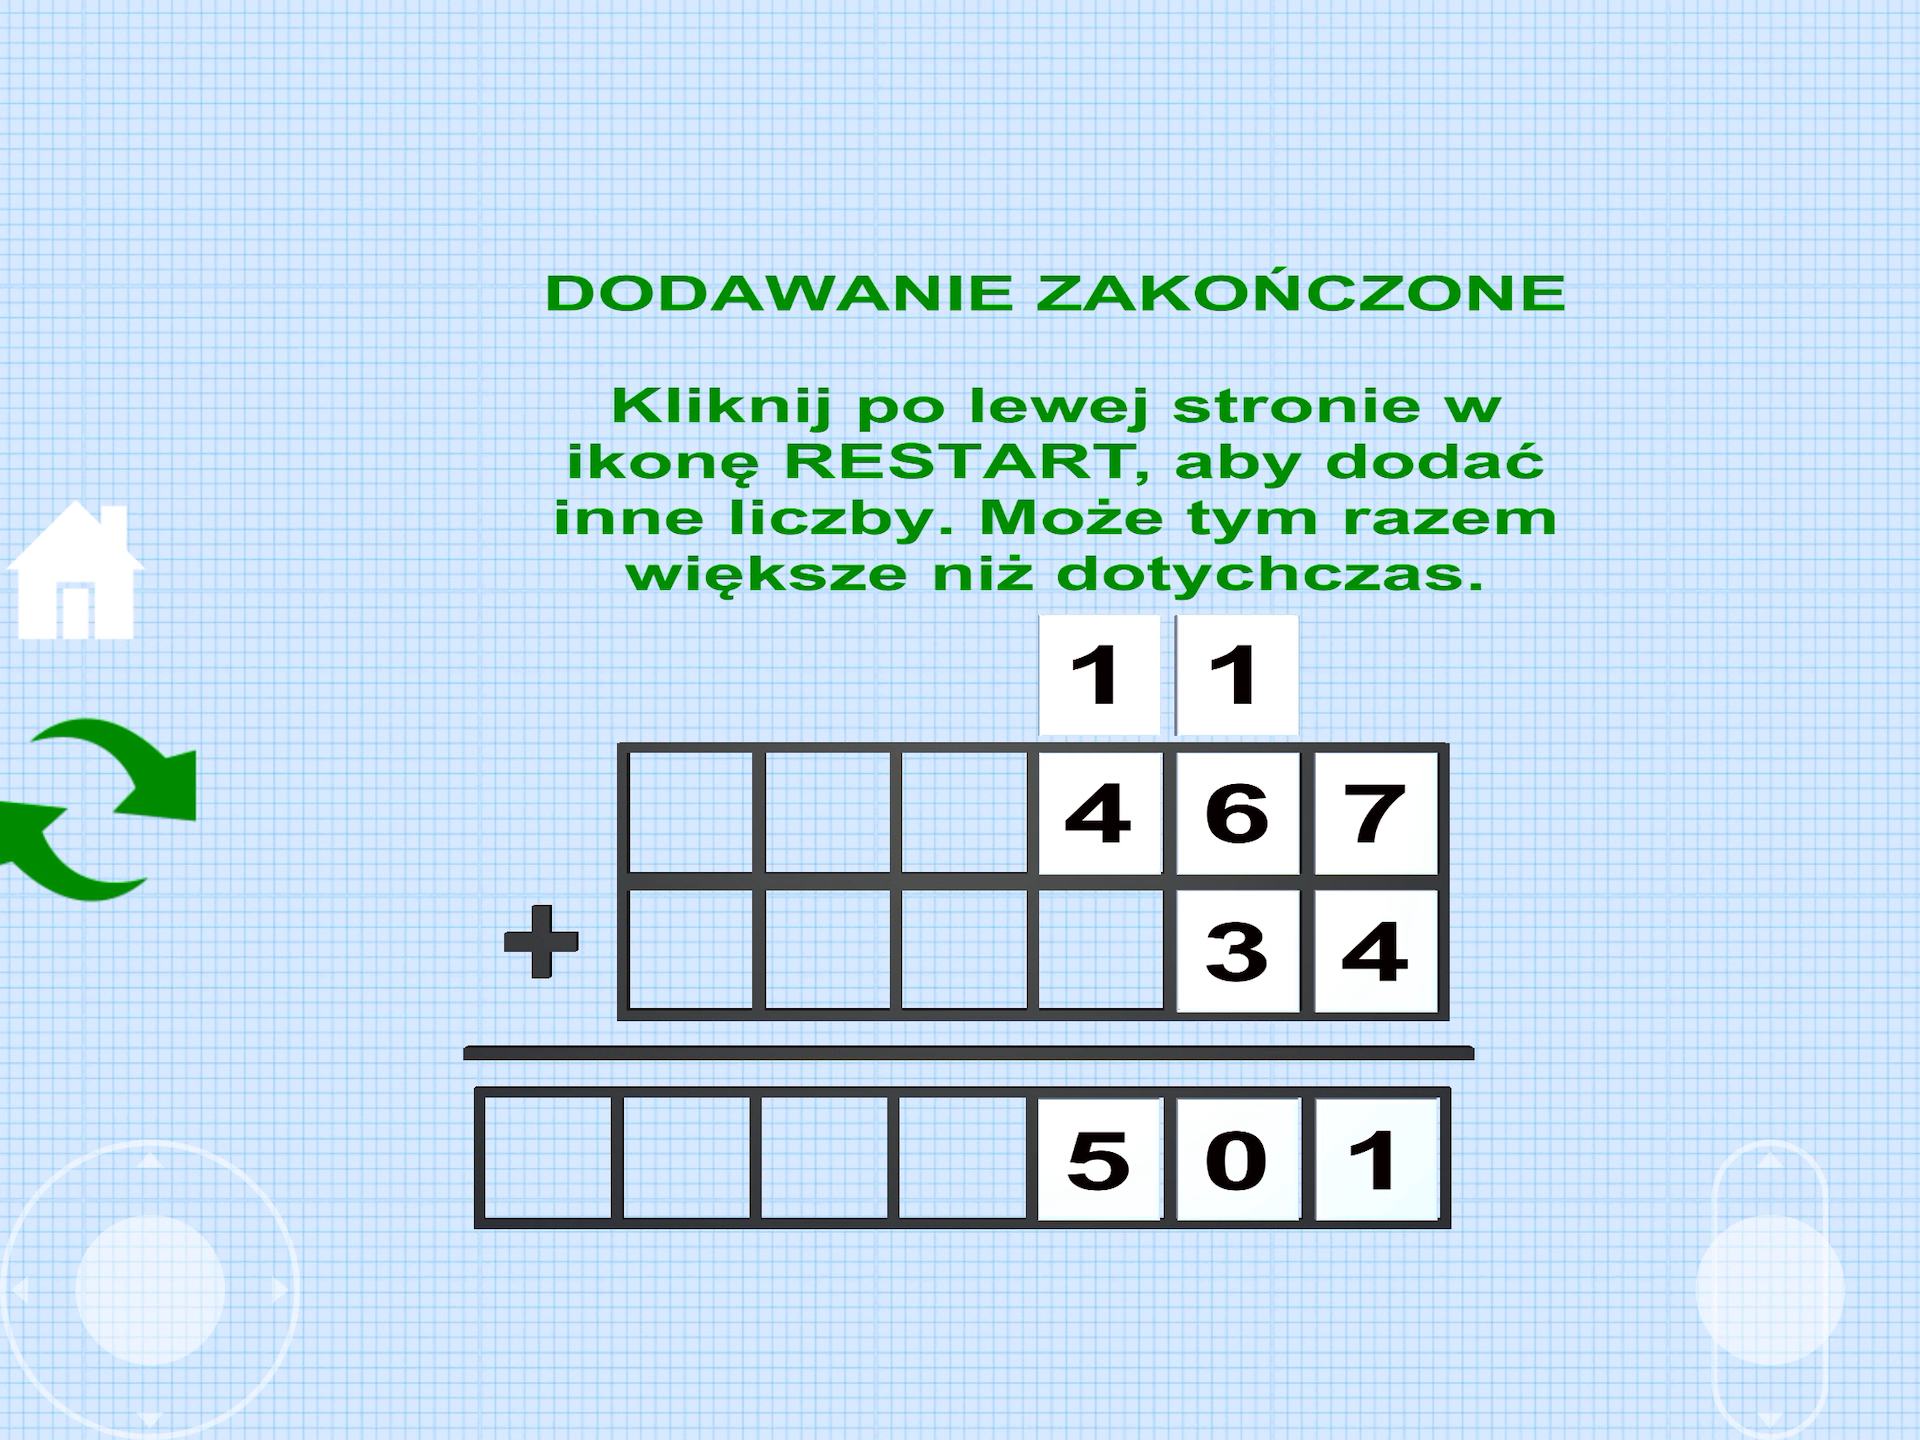 DODAWANIE ZAKOŃCZONE
Kliknij po lewej stronie w
ikonę RESTART, aby dodać
inne liczby. Może tym razem
większe niż dotychczas.
1 1
4 6 7
+ 3 4
5 0 1